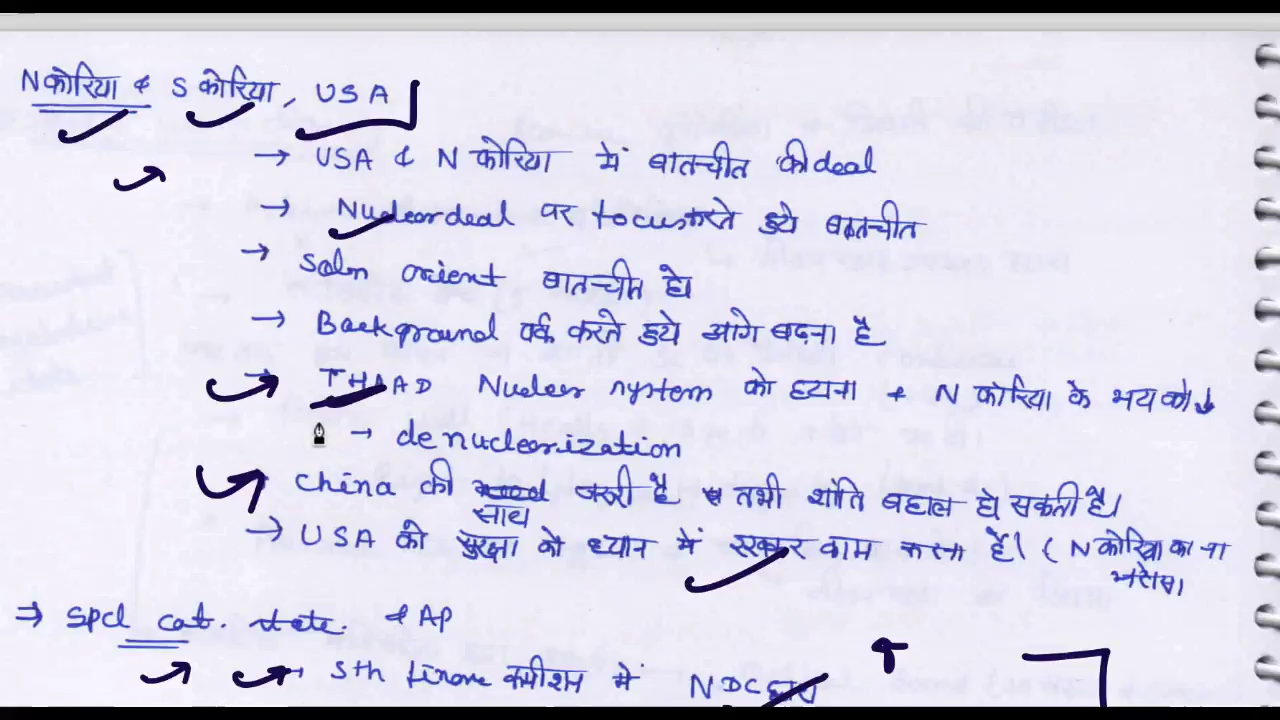 N कोरिया & S कोरिया, USA
→ USA & N कोरिया में बातचीत की deal
→ Nuclear deal पर focus करते हुये बातचीत
→ Soln orient बातचीत हो।
→ Background वर्क करते हुये आगे बढ़ना है
→ THAAD Nuclear system को हटाना + N कोरिया के भय को ↓
→ denuclearization
China की साथ जरूरी है तभी शांति बहाल हो सकती है।
→ USA को सुरक्षा को ध्यान में रखकर काम करना है। (N कोरिया का ना भरोसा
⇒ Spcl cat. state. & AP
→ 5th finance कमीशन में NDC द्वारा